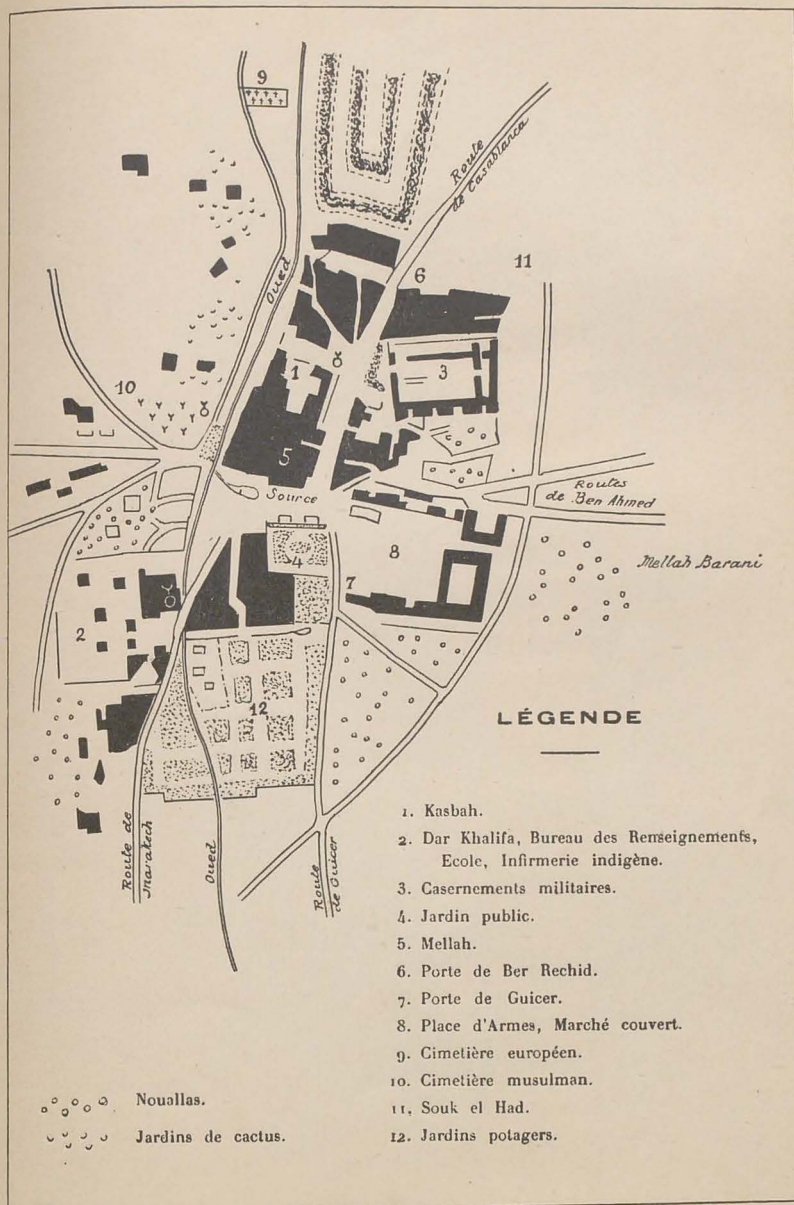 9
Route
de Casablanca
Oued
6
11
1
3
10
5
Source
Routes
de Ben Ahmed
4
8
Mellah Barani
7
2
12
Route de
Marakech
Oued
Route
de Guicer
LÉGENDE
1. Kasbah.
2. Dar Khalifa, Bureau des Renseignements,
Ecole, Infirmerie indigène.
3. Casernements militaires.
4. Jardin public.
5. Mellah.
6. Porte de Ber Rechid.
7. Porte de Guicer.
8. Place d'Armes, Marché couvert.
9. Cimetière européen.
10. Cimetière musulman.
11. Souk el Had.
12. Jardins potagers.
Nouallas.
Jardins de cactus.